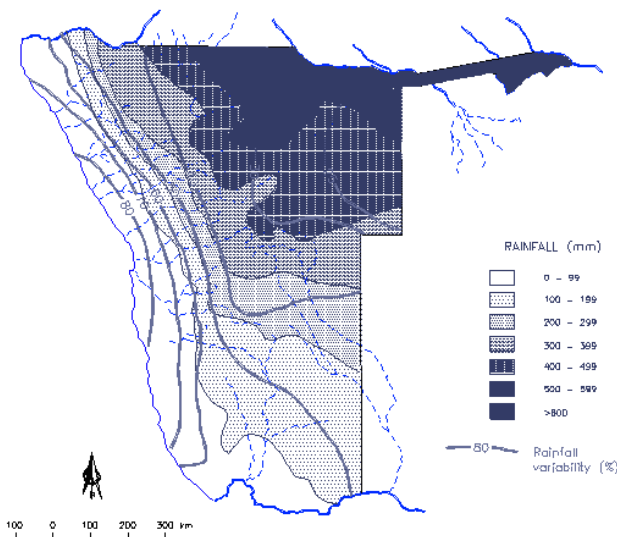 80
RAINFALL (mm)
0 - 99
100 - 199
200 - 299
300 - 399
400 - 499
500 - 599
>600
80
Rainfall
variability (%)
N
100 0 100 200 300 km